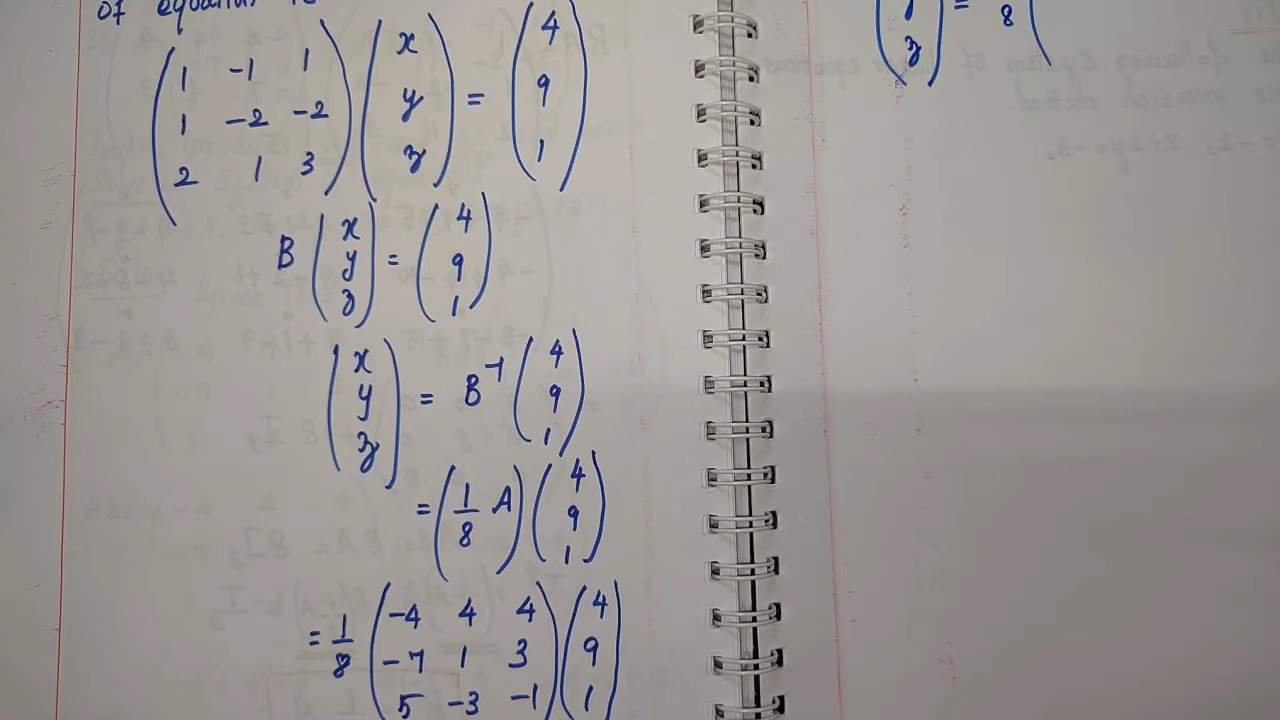 of equations
( 1 -1 1 ) ( x ) = ( 4 )
( 1 -2 -2 ) ( y ) ( 9 )
( 2 1 3 ) ( z ) ( 1 )
B ( x ) = ( 4 )
( y ) ( 9 )
( z ) ( 1 )
( x ) = B⁻¹ ( 4 )
( y ) ( 9 )
( z ) ( 1 )
= ( 1/8 A ) ( 4 )
( 9 )
( 1 )
= 1/8 ( -4 4 4 ) ( 4 )
( -7 1 3 ) ( 9 )
( 5 -3 -1 ) ( 1 )
= 8
z